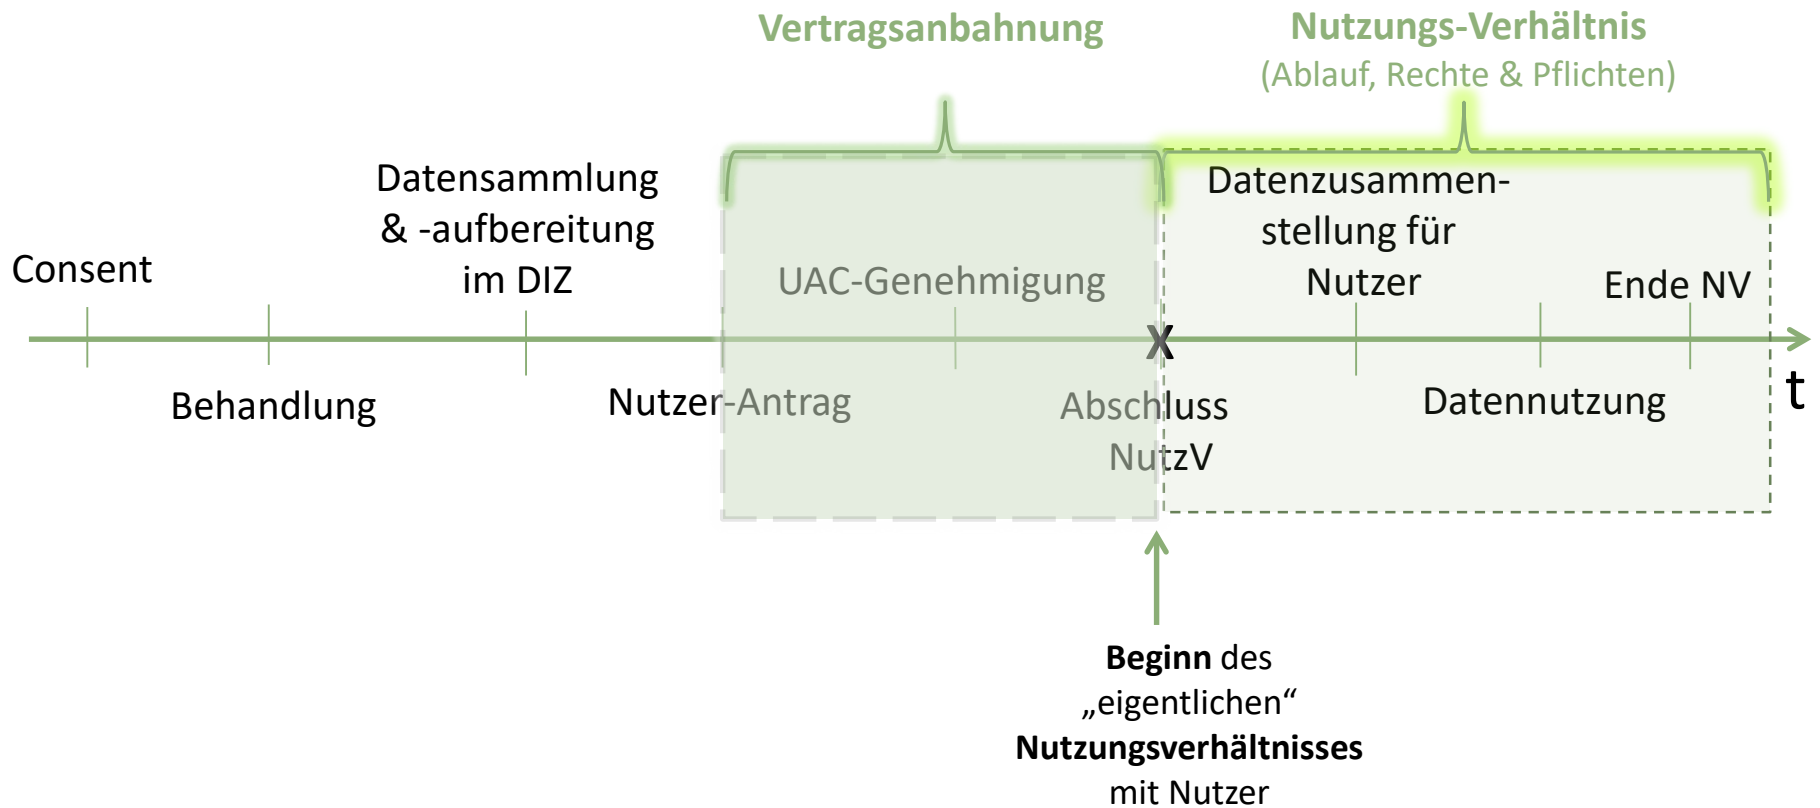 Vertragsanbahnung
Nutzungs-Verhältnis
(Ablauf, Rechte & Pflichten)
Consent
Behandlung
Datensammlung
& -aufbereitung
im DIZ
Nutzer-Antrag
UAC-Genehmigung
X
Abschluss
NutzV
Datenzusammen-
stellung für
Nutzer
Datennutzung
Ende NV
t
Beginn des
„eigentlichen“
Nutzungsverhältnisses
mit Nutzer